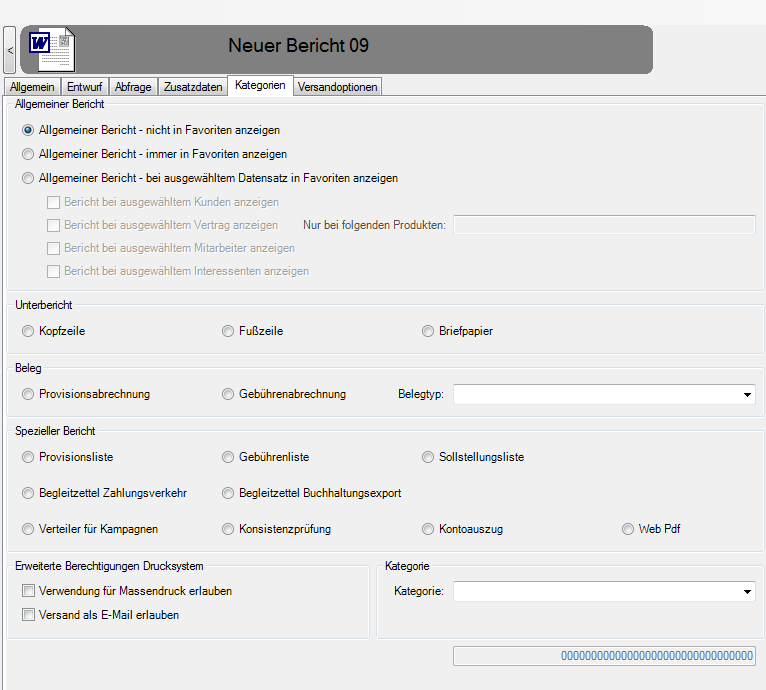 Neuer Bericht 09
<
Allgemein Entwurf Abfrage Zusatzdaten Kategorien Versandoptionen
Allgemeiner Bericht
Allgemeiner Bericht - nicht in Favoriten anzeigen
Allgemeiner Bericht - immer in Favoriten anzeigen
Allgemeiner Bericht - bei ausgewähltem Datensatz in Favoriten anzeigen
Bericht bei ausgewähltem Kunden anzeigen
Bericht bei ausgewähltem Vertrag anzeigen Nur bei folgenden Produkten:
Bericht bei ausgewähltem Mitarbeiter anzeigen
Bericht bei ausgewähltem Interessenten anzeigen
Unterbericht
Kopfzeile Fußzeile Briefpapier
Beleg
Provisionsabrechnung Gebührenabrechnung Belegtyp:
Spezieller Bericht
Provisionsliste Gebührenliste Sollstellungsliste
Begleitzettel Zahlungsverkehr Begleitzettel Buchhaltungsexport
Verteiler für Kampagnen Konsistenzprüfung Kontoauszug Web Pdf
Erweiterte Berechtigungen Drucksystem Kategorie
Verwendung für Massendruck erlauben Kategorie:
Versand als E-Mail erlauben
00000000000000000000000000000000